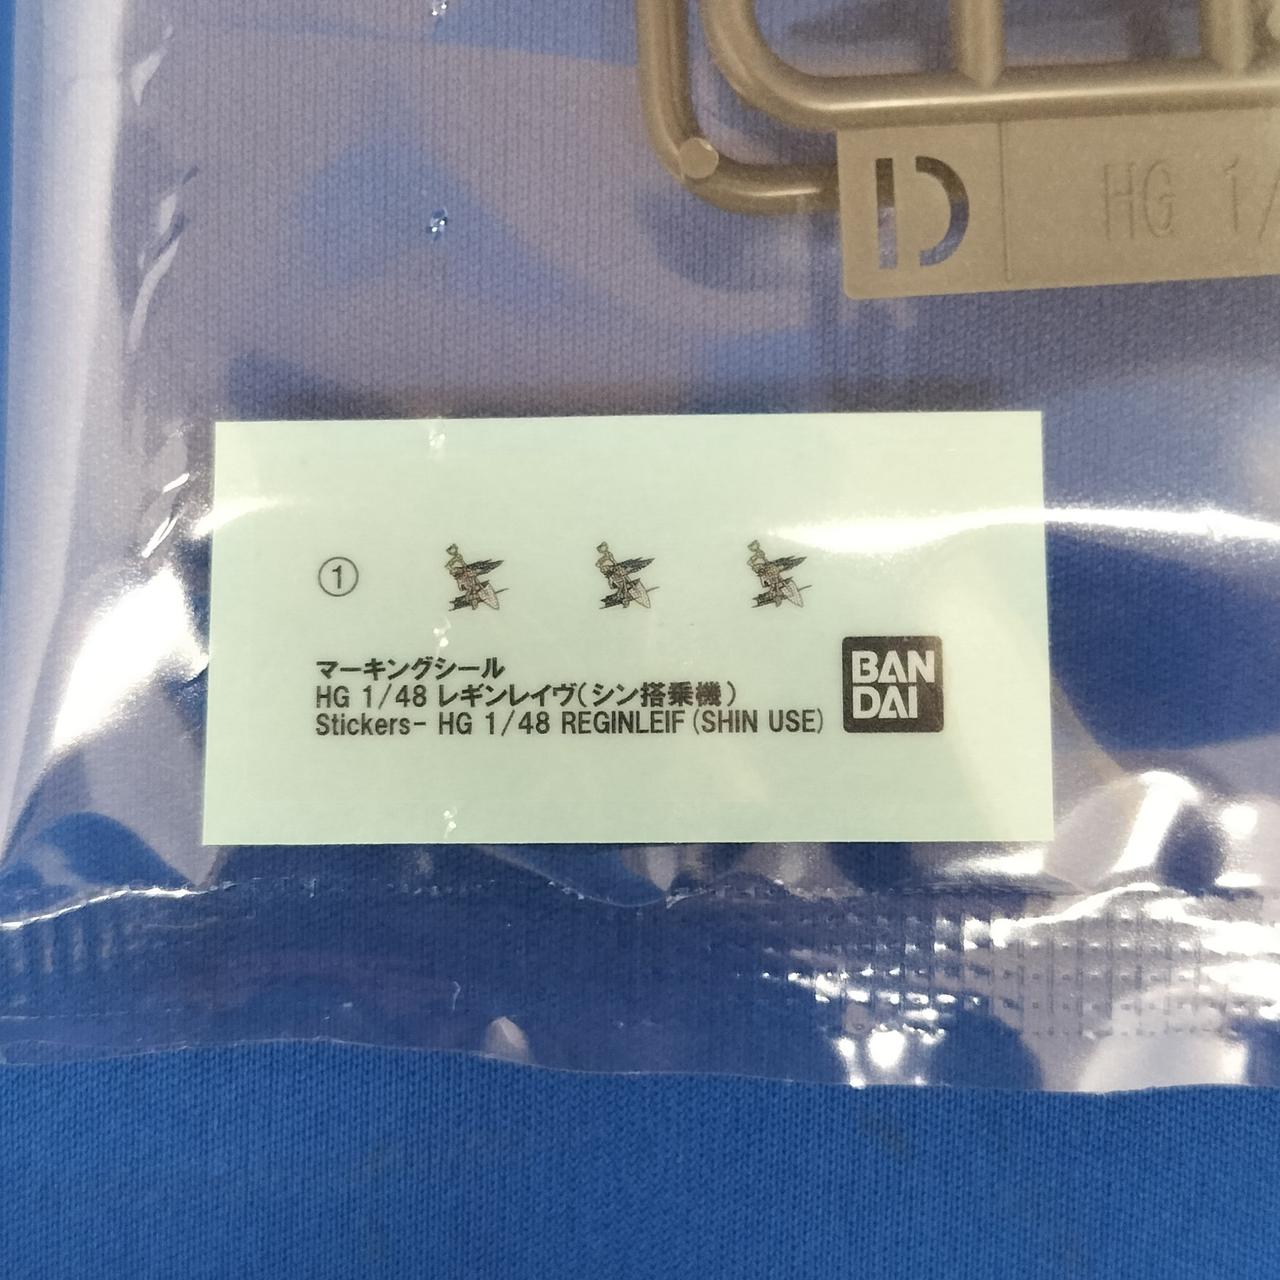 D HG 1/
①
マーキングシール
HG 1/48 レギンレイヴ(シン搭乗機)
Stickers- HG 1/48 REGINLEIF (SHIN USE)
BAN
DAI